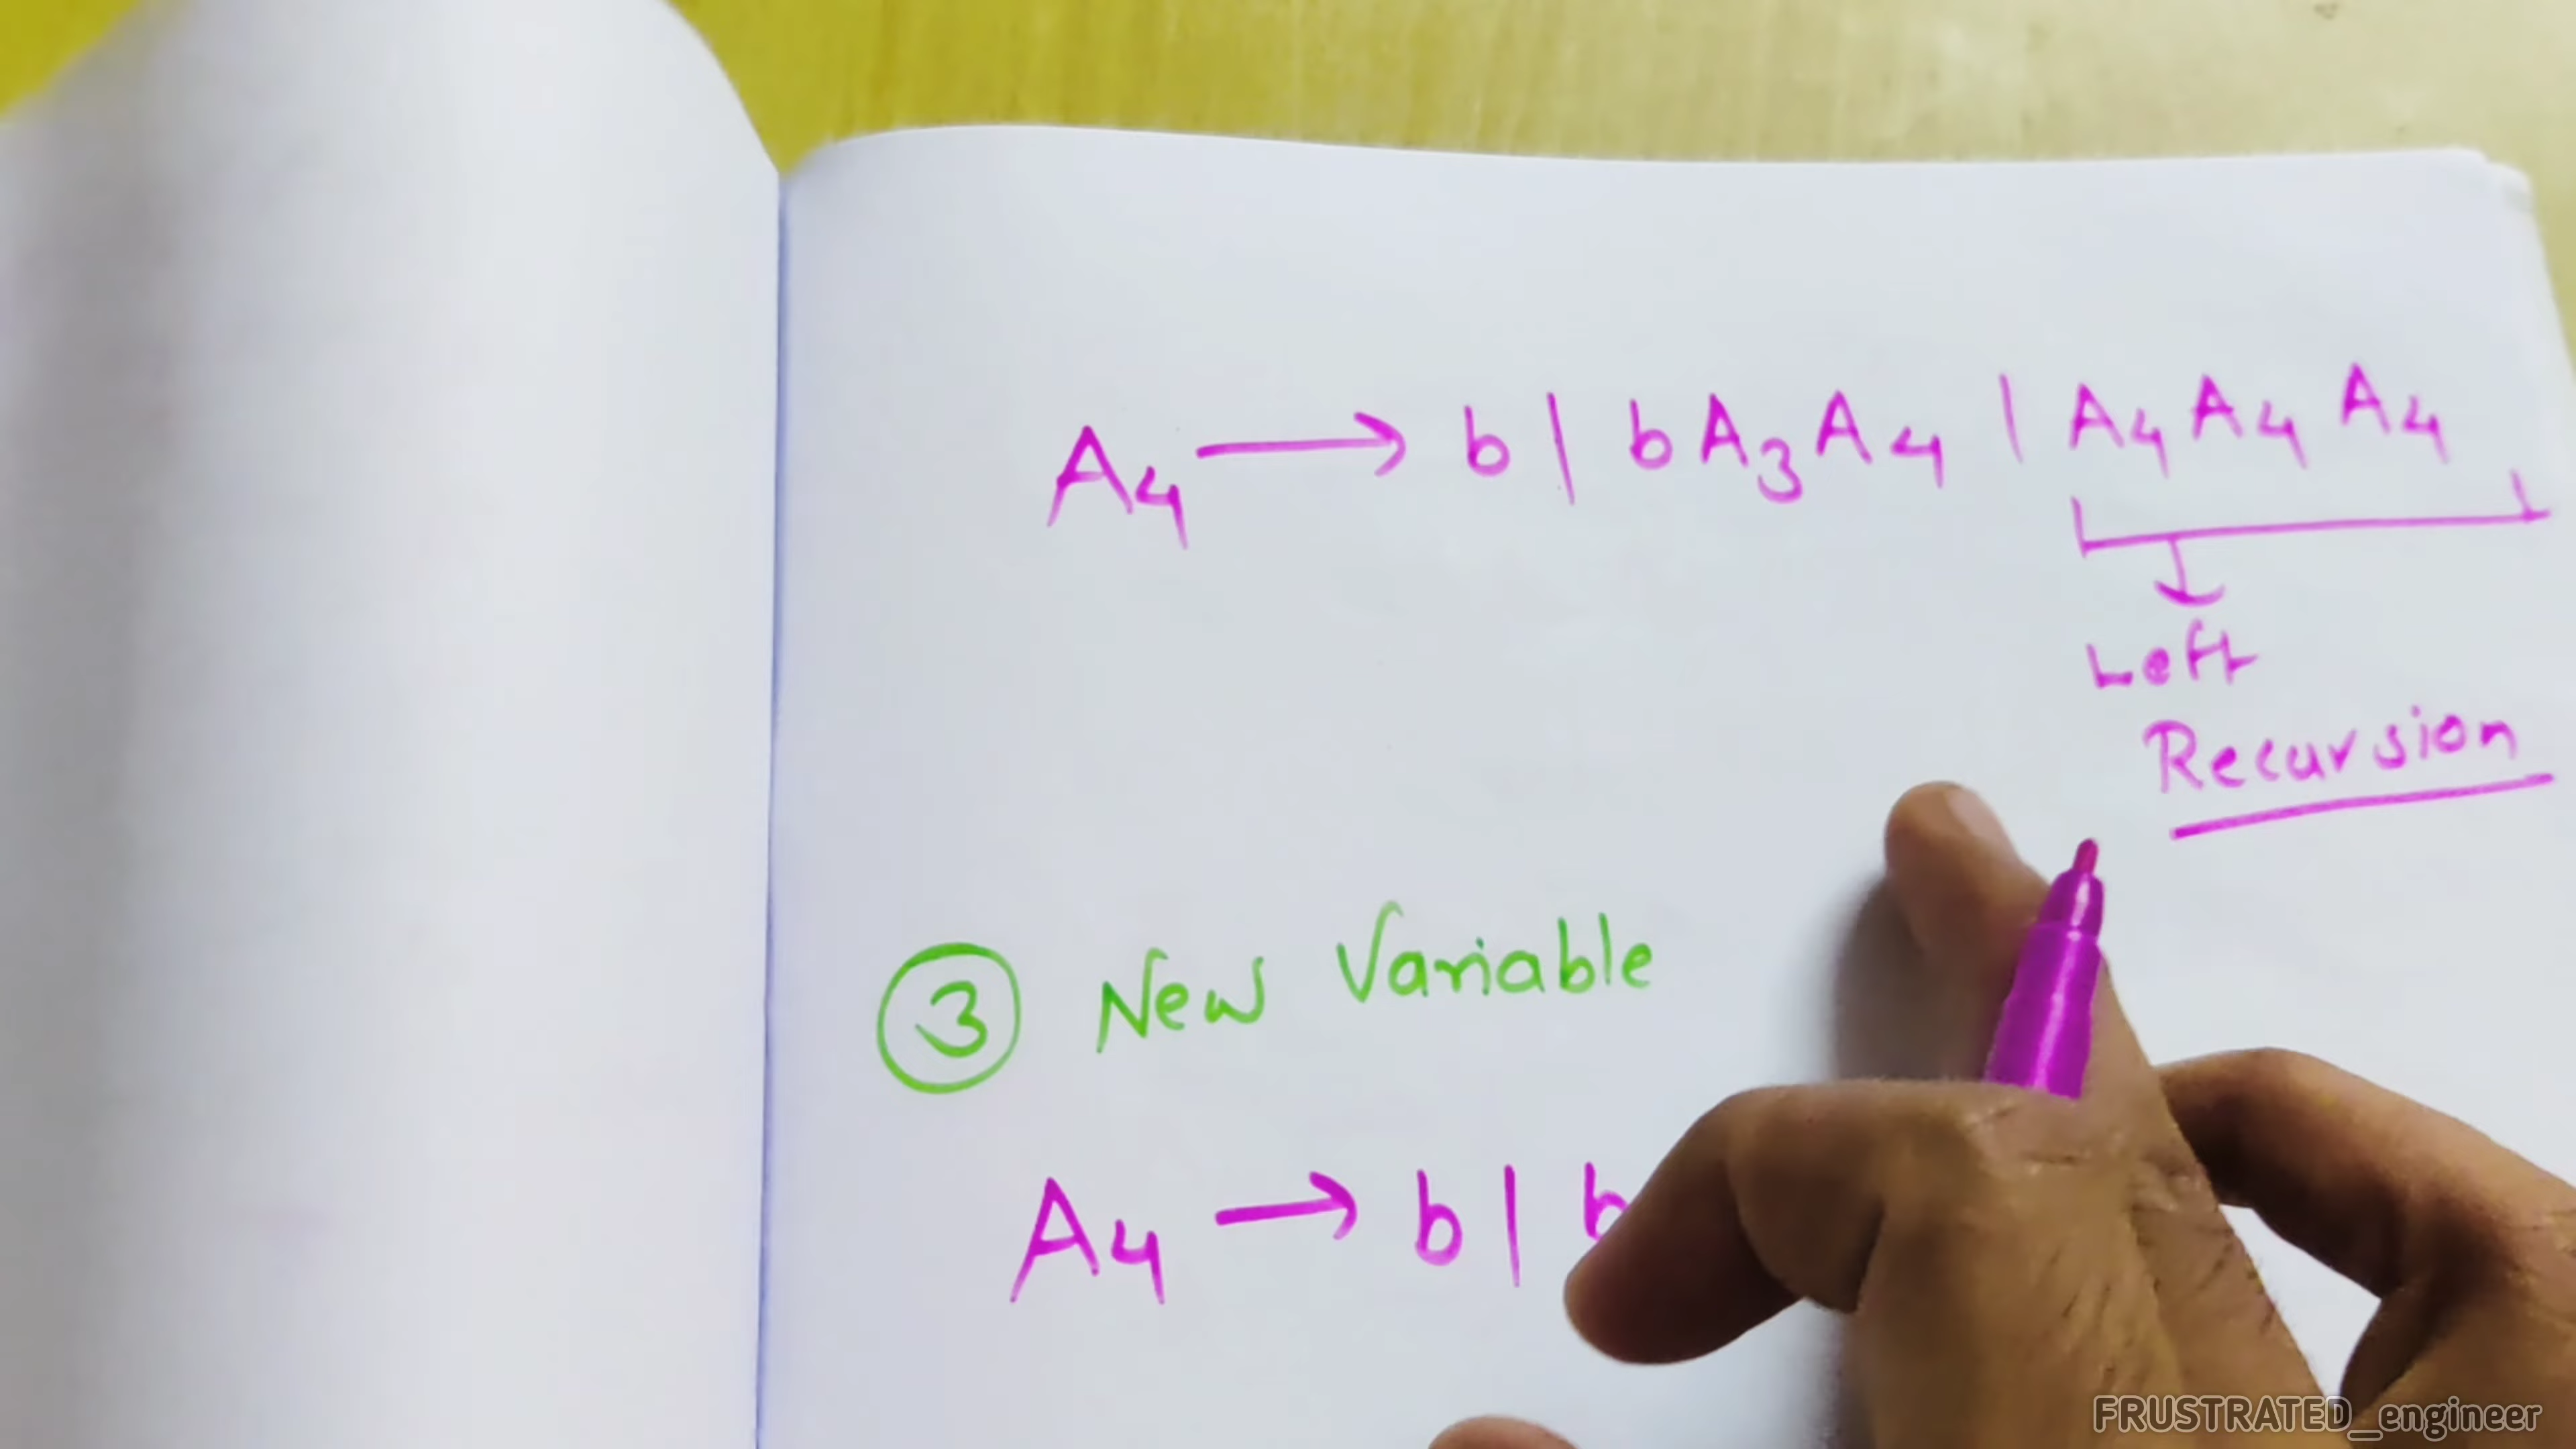 A₄ → b | bA₃A₄ | A₄A₄A₄
Left
Recursion
③ New Variable
A₄ → b | b
FRUSTRATED_engineer